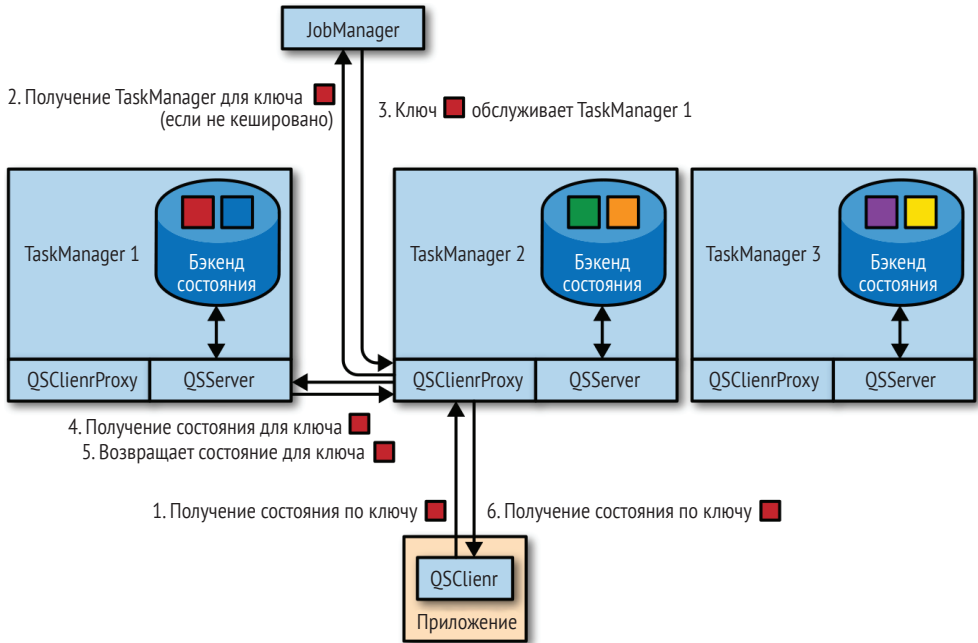 JobManager
2. Получение TaskManager для ключа
(если не кешировано)
3. Ключ обслуживает TaskManager 1
TaskManager 1
Бэкенд
состояния
QSClienrProxy
QSServer
TaskManager 2
Бэкенд
состояния
QSClienrProxy
QSServer
TaskManager 3
Бэкенд
состояния
QSClienrProxy
QSServer
4. Получение состояния для ключа
5. Возвращает состояние для ключа
1. Получение состояния по ключу
6. Получение состояния по ключу
QSClienr
Приложение